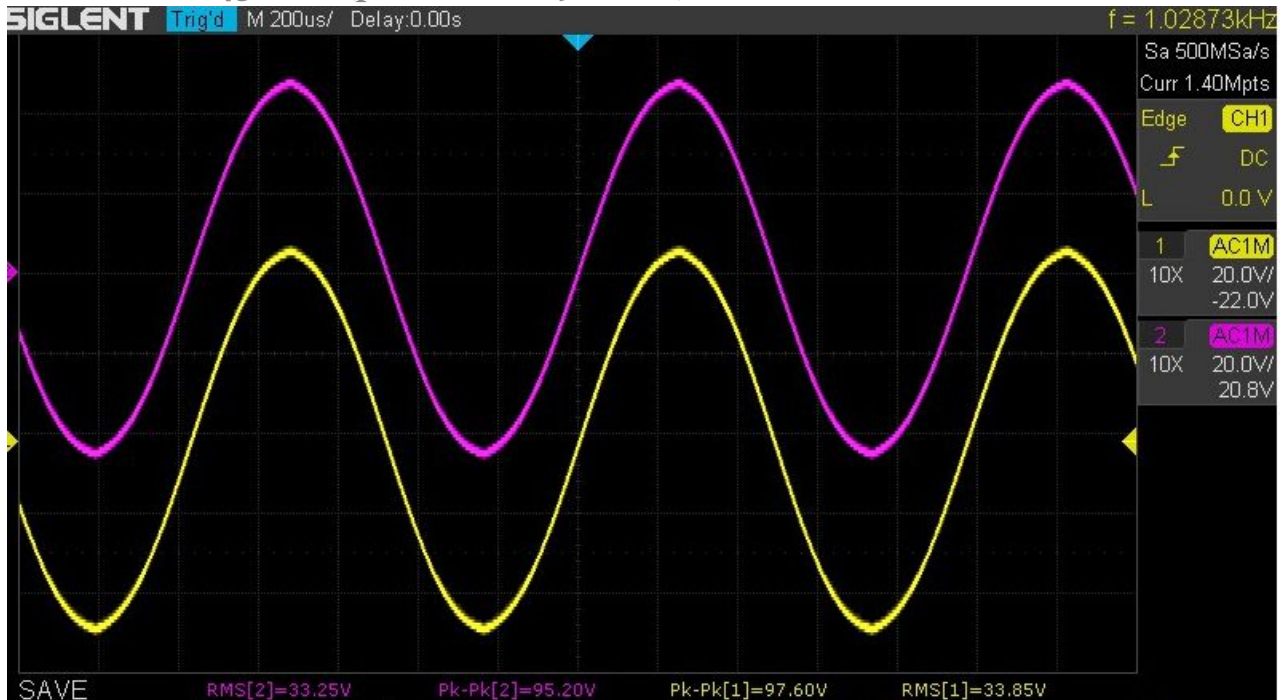 SIGLENT Trig'd M 200us/ Delay:0.00s f = 1.02873kHz
Sa 500MSa/s
Curr 1.40Mpts
Edge CH1
DC
L 0.0 V
1 AC1M
10X 20.0V/
-22.0V
2 AC1M
10X 20.0V/
20.8V
SAVE RMS[2]=33.25V Pk-Pk[2]=95.20V Pk-Pk[1]=97.60V RMS[1]=33.85V